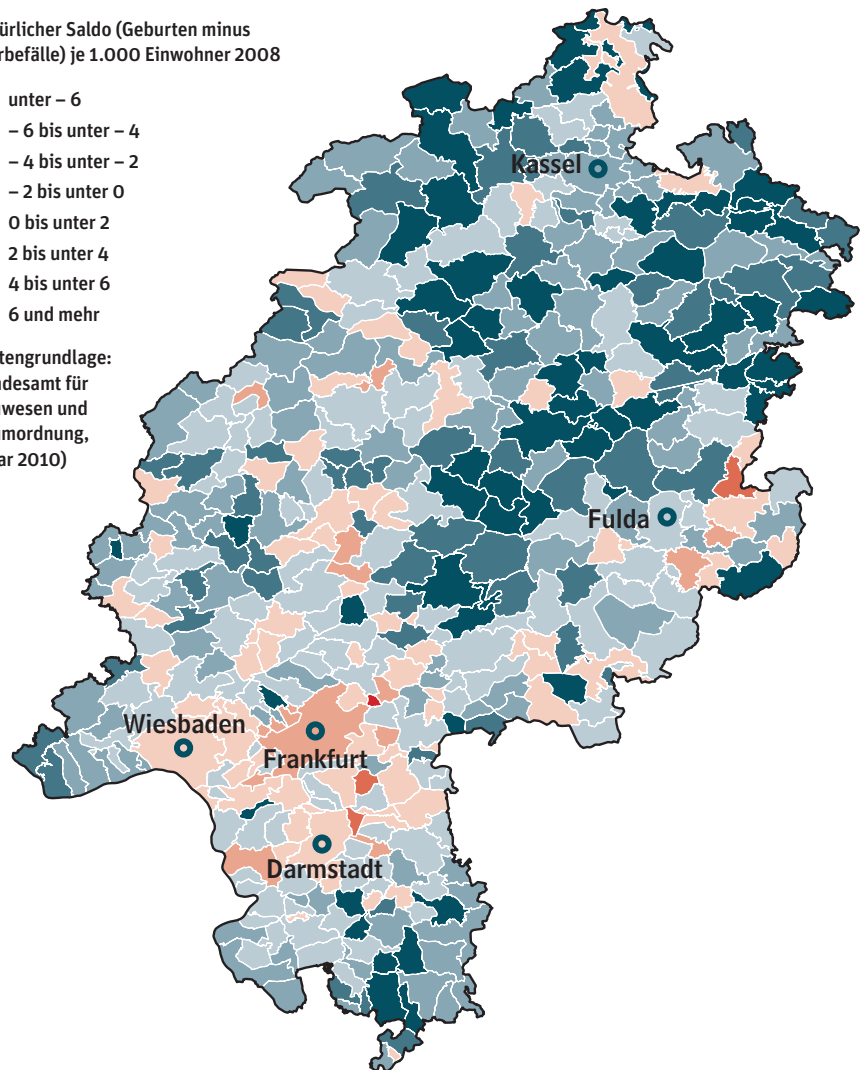 ürlicher Saldo (Geburten minus
rbefälle) je 1.000 Einwohner 2008
unter – 6
– 6 bis unter – 4
– 4 bis unter – 2
– 2 bis unter 0
0 bis unter 2
2 bis unter 4
4 bis unter 6
6 und mehr
tengrundlage:
ndesamt für
uwesen und
umordnung,
ar 2010)
Kassel
Fulda
Wiesbaden
Frankfurt
Darmstadt